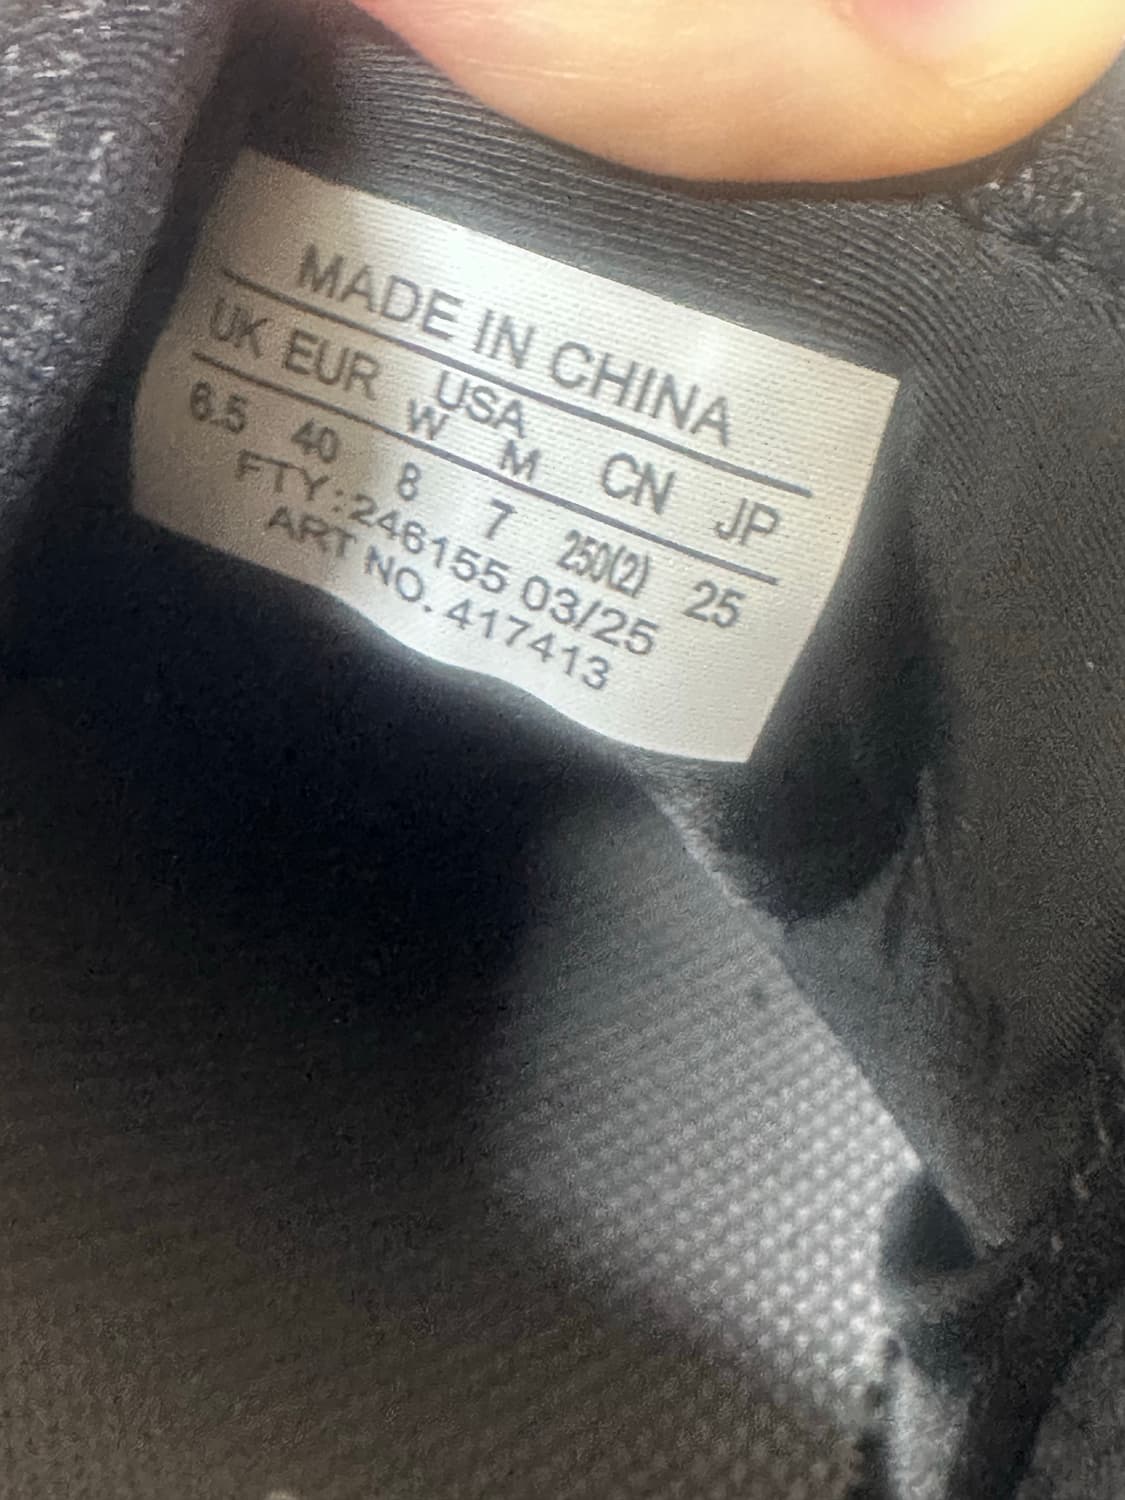 MADE IN CHINA
UK EUR USA CN JP
W M
6.5 40 8 7 250(2) 25
FTY:246155 03/25
ART NO. 417413